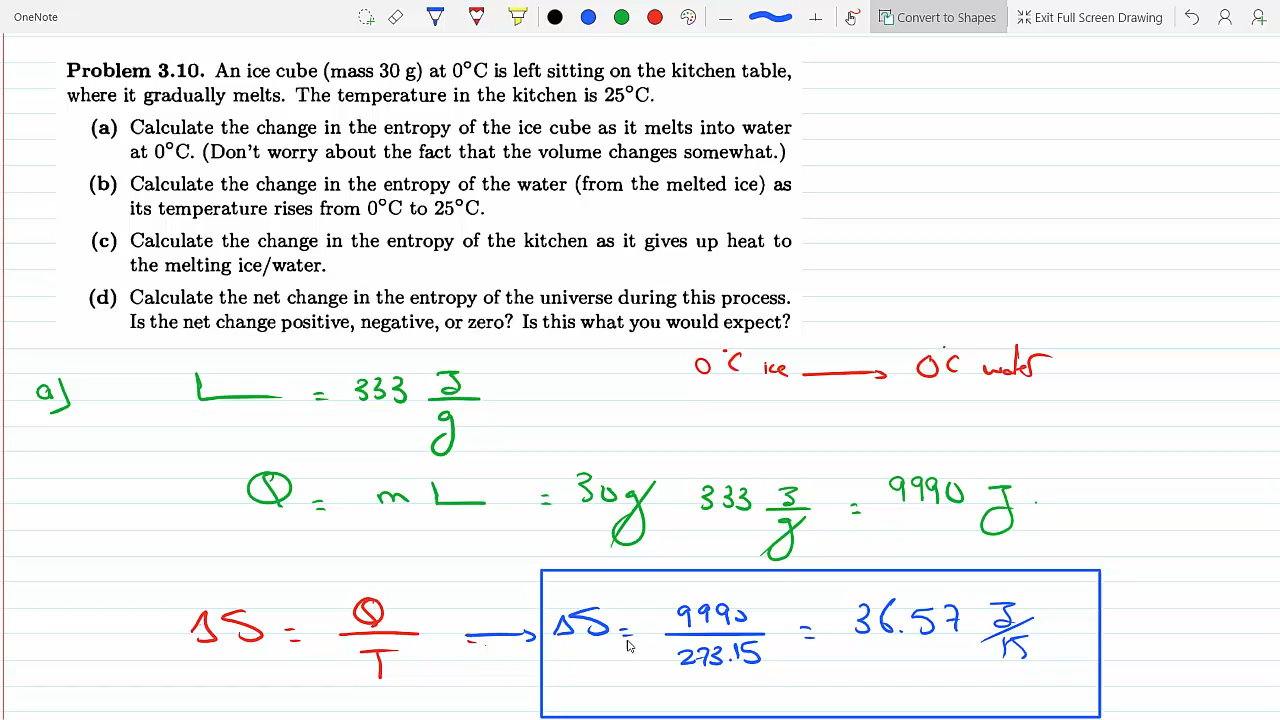 OneNote
Convert to Shapes Exit Full Screen Drawing
Problem 3.10. An ice cube (mass 30 g) at 0°C is left sitting on the kitchen table,
where it gradually melts. The temperature in the kitchen is 25°C.
(a) Calculate the change in the entropy of the ice cube as it melts into water
at 0°C. (Don't worry about the fact that the volume changes somewhat.)
(b) Calculate the change in the entropy of the water (from the melted ice) as
its temperature rises from 0°C to 25°C.
(c) Calculate the change in the entropy of the kitchen as it gives up heat to
the melting ice/water.
(d) Calculate the net change in the entropy of the universe during this process.
Is the net change positive, negative, or zero? Is this what you would expect?
0°C ice → 0°C water
a) L = 333 J/g
Q = m L = 30g 333 J/g = 9990 J
ΔS = Q/T = → ΔS = 9990/273.15 = 36.57 J/K